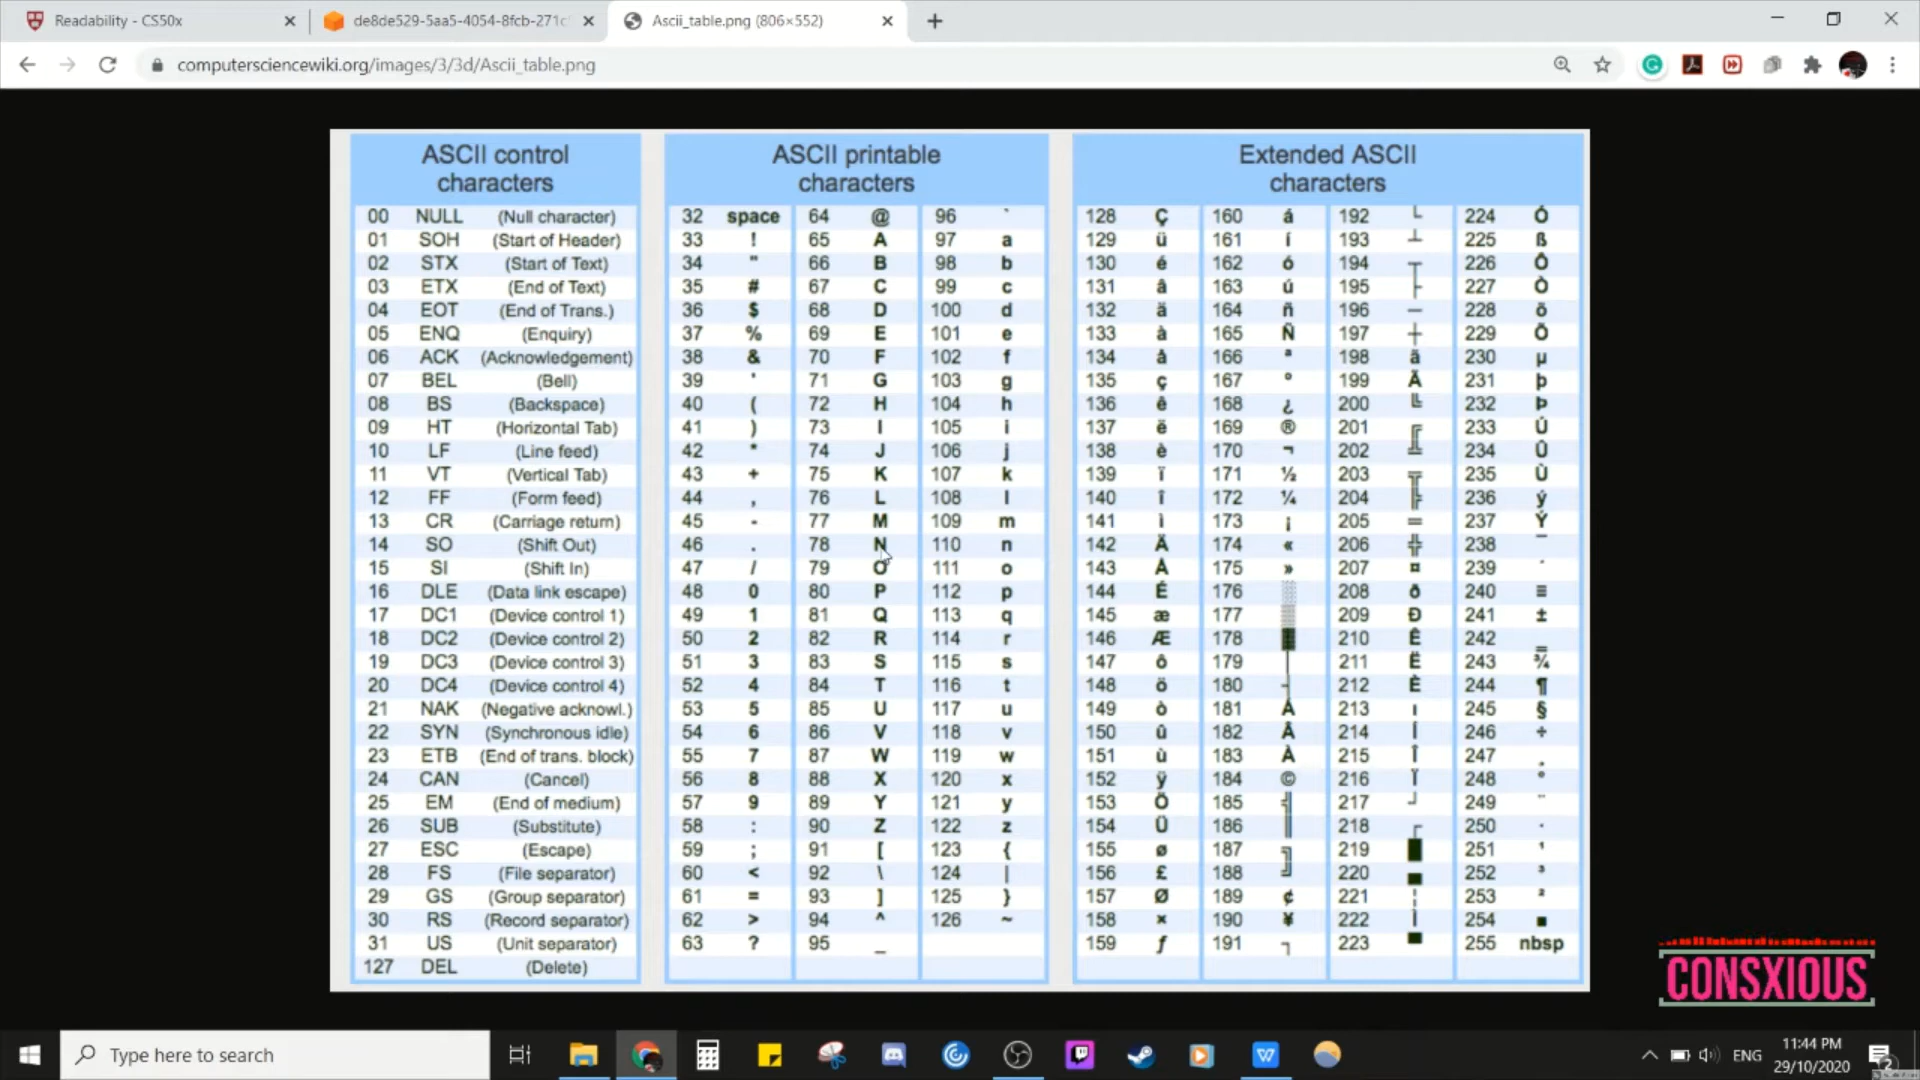 Readability - CS50x
de8de529-5aa5-4054-8fcb-271c
Ascii_table.png (806×552)
computersciencewiki.org/images/3/3d/Ascii_table.png
ASCII control characters
00 NULL (Null character)
01 SOH (Start of Header)
02 STX (Start of Text)
03 ETX (End of Text)
04 EOT (End of Trans.)
05 ENQ (Enquiry)
06 ACK (Acknowledgement)
07 BEL (Bell)
08 BS (Backspace)
09 HT (Horizontal Tab)
10 LF (Line feed)
11 VT (Vertical Tab)
12 FF (Form feed)
13 CR (Carriage return)
14 SO (Shift Out)
15 SI (Shift In)
16 DLE (Data link escape)
17 DC1 (Device control 1)
18 DC2 (Device control 2)
19 DC3 (Device control 3)
20 DC4 (Device control 4)
21 NAK (Negative acknowl.)
22 SYN (Synchronous idle)
23 ETB (End of trans. block)
24 CAN (Cancel)
25 EM (End of medium)
26 SUB (Substitute)
27 ESC (Escape)
28 FS (File separator)
29 GS (Group separator)
30 RS (Record separator)
31 US (Unit separator)
127 DEL (Delete)
ASCII printable characters
32 space 64 @ 96 `
33 ! 65 A 97 a
34 " 66 B 98 b
35 # 67 C 99 c
36 $ 68 D 100 d
37 % 69 E 101 e
38 & 70 F 102 f
39 ' 71 G 103 g
40 ( 72 H 104 h
41 ) 73 I 105 i
42 * 74 J 106 j
43 + 75 K 107 k
44 , 76 L 108 l
45 - 77 M 109 m
46 . 78 N 110 n
47 / 79 O 111 o
48 0 80 P 112 p
49 1 81 Q 113 q
50 2 82 R 114 r
51 3 83 S 115 s
52 4 84 T 116 t
53 5 85 U 117 u
54 6 86 V 118 v
55 7 87 W 119 w
56 8 88 X 120 x
57 9 89 Y 121 y
58 : 90 Z 122 z
59 ; 91 [ 123 {
60 < 92 \ 124 |
61 = 93 ] 125 }
62 > 94 ^ 126 ~
63 ? 95 _
Extended ASCII characters
128 Ç 160 á 192 └ 224 Ó
129 ü 161 í 193 ┴ 225 ß
130 é 162 ó 194 ┬ 226 Ô
131 â 163 ú 195 ├ 227 Ò
132 ä 164 ñ 196 ─ 228 õ
133 à 165 Ñ 197 ┼ 229 Õ
134 å 166 ª 198 ã 230 µ
135 ç 167 º 199 Ã 231 þ
136 ê 168 ¿ 200 ╚ 232 Þ
137 ë 169 ® 201 ╔ 233 Ú
138 è 170 ¬ 202 ╩ 234 Û
139 ï 171 ½ 203 ╦ 235 Ù
140 î 172 ¼ 204 ╠ 236 ý
141 ì 173 ¡ 205 ═ 237 Ý
142 Ä 174 « 206 ╬ 238 ¯
143 Å 175 » 207 ¤ 239 ´
144 É 176 ░ 208 ð 240 ≡
145 æ 177 ▒ 209 Ð 241 ±
146 Æ 178 ▓ 210 Ê 242 ‗
147 ô 179 │ 211 Ë 243 ¾
148 ö 180 ┤ 212 È 244 ¶
149 ò 181 Á 213 ı 245 §
150 û 182 Â 214 Í 246 ÷
151 ù 183 À 215 Î 247 ¸
152 ÿ 184 © 216 Ï 248 °
153 Ö 185 ╣ 217 ┘ 249 ¨
154 Ü 186 ║ 218 ┌ 250 ·
155 ø 187 ╗ 219 █ 251 ¹
156 £ 188 ╝ 220 ▄ 252 ³
157 Ø 189 ¢ 221 ¦ 253 ²
158 × 190 ¥ 222 Ì 254 ■
159 ƒ 191 ┐ 223 ▀ 255 nbsp
CONSXIOUS
Type here to search
ENG
11:44 PM
29/10/2020
2